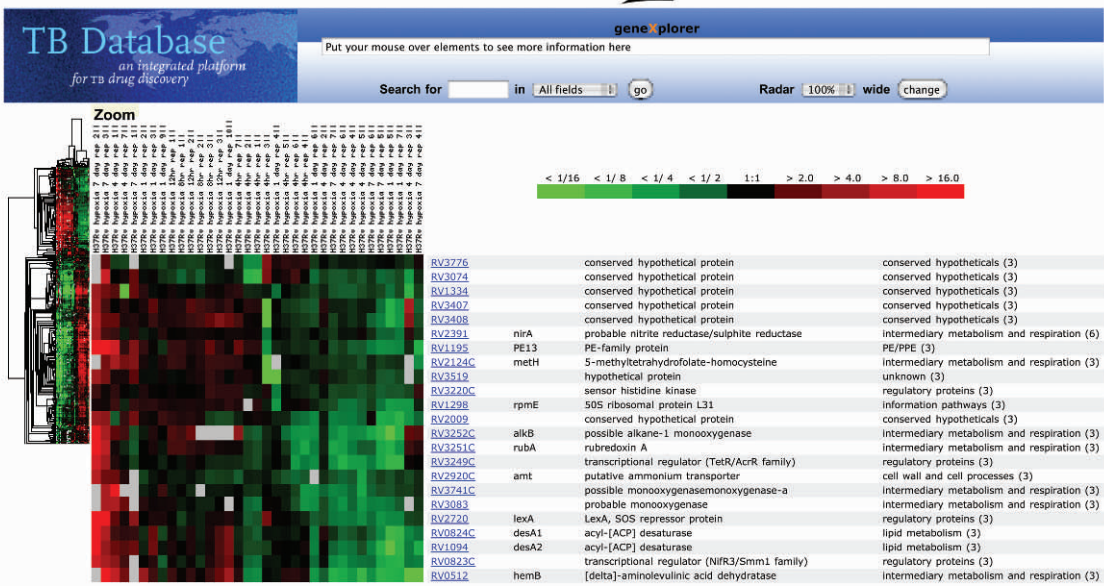 geneXplorer
TB Database
an integrated platform
for TB drug discovery
Put your mouse over elements to see more information here
Search for in All fields go Radar 100% wide change
Zoom
< 1/16 < 1/ 8 < 1/ 4 < 1/ 2 1:1 > 2.0 > 4.0 > 8.0 > 16.0
RV3776 conserved hypothetical protein conserved hypotheticals (3)
RV3074 conserved hypothetical protein conserved hypotheticals (3)
RV1334 conserved hypothetical protein conserved hypotheticals (3)
RV3407 conserved hypothetical protein conserved hypotheticals (3)
RV3408 conserved hypothetical protein conserved hypotheticals (3)
RV2391 nirA probable nitrite reductase/sulphite reductase intermediary metabolism and respiration (6)
RV1195 PE13 PE-family protein PE/PPE (3)
RV2124C metH 5-methyltetrahydrofolate-homocysteine intermediary metabolism and respiration (3)
RV3519 hypothetical protein unknown (3)
RV3220C sensor histidine kinase regulatory proteins (3)
RV1298 rpmE 50S ribosomal protein L31 information pathways (3)
RV2009 conserved hypothetical protein conserved hypotheticals (3)
RV3252C alkB possible alkane-1 monooxygenase intermediary metabolism and respiration (3)
RV3251C rubA rubredoxin A intermediary metabolism and respiration (3)
RV3249C transcriptional regulator (TetR/AcrR family) regulatory proteins (3)
RV2920C amt putative ammonium transporter cell wall and cell processes (3)
RV3741C possible monooxygenasemonoxygenase-a intermediary metabolism and respiration (3)
RV3083 probable monooxygenase intermediary metabolism and respiration (3)
RV2720 lexA LexA, SOS repressor protein regulatory proteins (3)
RV0824C desA1 acyl-[ACP] desaturase lipid metabolism (3)
RV1094 desA2 acyl-[ACP] desaturase lipid metabolism (3)
RV0823C transcriptional regulator (NifR3/Smm1 family) regulatory proteins (3)
RV0512 hemB [delta]-aminolevulinic acid dehydratase intermediary metabolism and respiration (3)